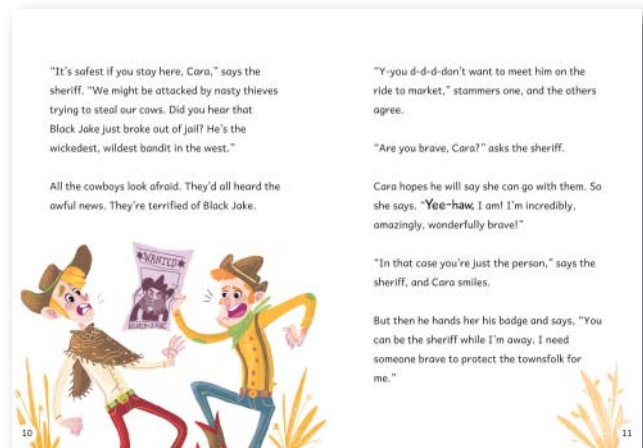 “It’s safest if you stay here, Cara,” says the
sheriff. “We might be attacked by nasty thieves
trying to steal our cows. Did you hear that
Black Jake just broke out of jail? He’s the
wickedest, wildest bandit in the west.”
All the cowboys look afraid. They’d all heard the
awful news. They’re terrified of Black Jake.
WANTED
BLACK JAKE
10
“Y-you d-d-d-don’t want to meet him on the
ride to market,” stammers one, and the others
agree.
“Are you brave, Cara?” asks the sheriff.
Cara hopes he will say she can go with them. So
she says, “Yee-haw, I am! I’m incredibly,
amazingly, wonderfully brave!”
“In that case you’re just the person,” says the
sheriff, and Cara smiles.
But then he hands her his badge and says, “You
can be the sheriff while I’m away. I need
someone brave to protect the townsfolk for
me.”
11